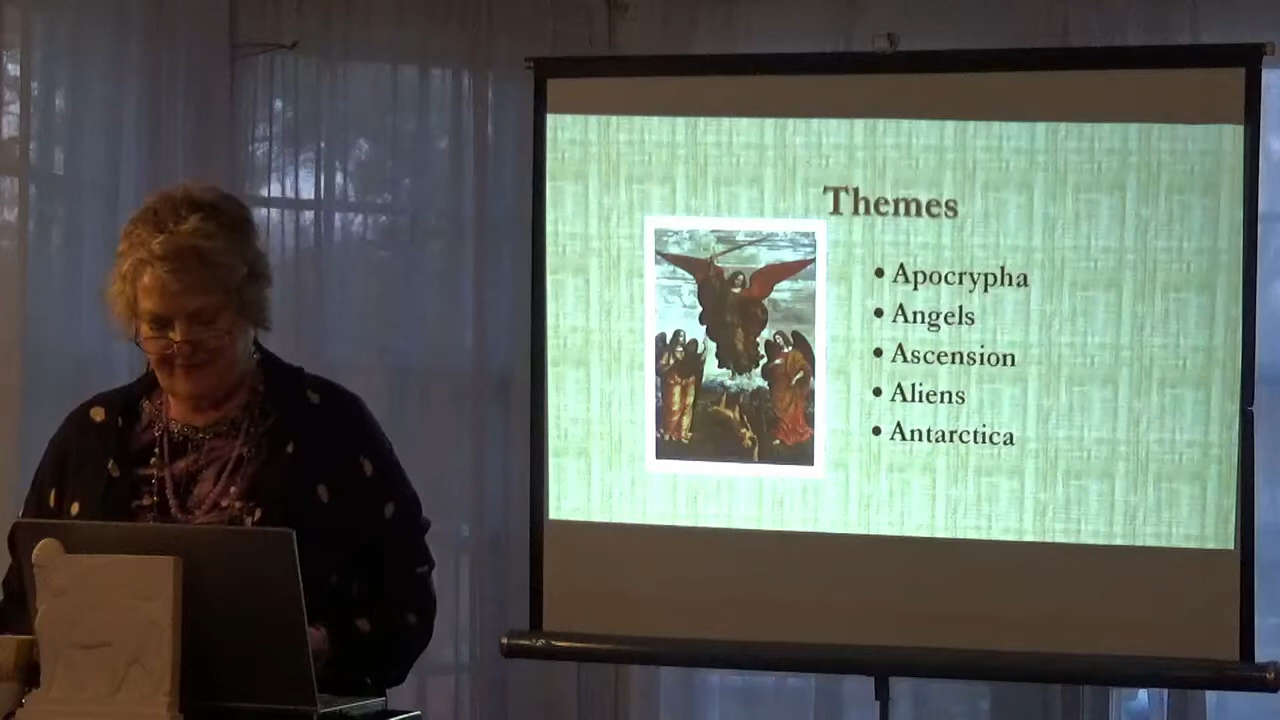 Themes
• Apocrypha
• Angels
• Ascension
• Aliens
• Antarctica